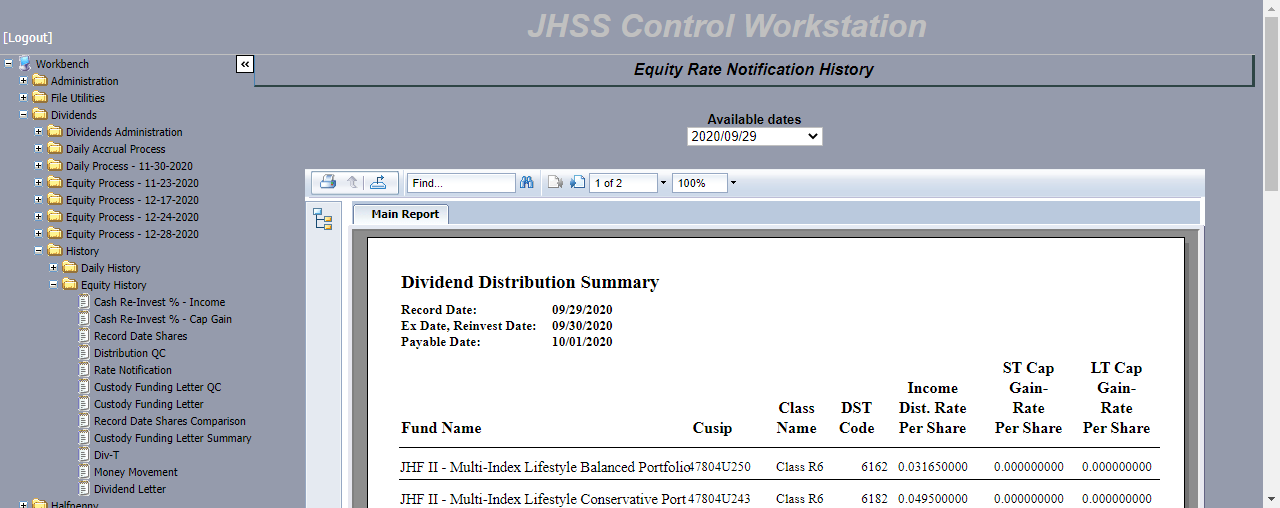 JHSS Control Workstation
[Logout]
Workbench
«
Equity Rate Notification History
Administration
File Utilities
Dividends
Dividends Administration
Daily Accrual Process
Daily Process - 11-30-2020
Equity Process - 11-23-2020
Equity Process - 12-17-2020
Equity Process - 12-24-2020
Equity Process - 12-28-2020
History
Daily History
Equity History
Cash Re-Invest % - Income
Cash Re-Invest % - Cap Gain
Record Date Shares
Distribution QC
Rate Notification
Custody Funding Letter QC
Custody Funding Letter
Record Date Shares Comparison
Custody Funding Letter Summary
Div-T
Money Movement
Dividend Letter
Halfpenny
Available dates
2020/09/29
Find... 1 of 2 100%
Main Report
Dividend Distribution Summary
Record Date: 09/29/2020
Ex Date, Reinvest Date: 09/30/2020
Payable Date: 10/01/2020
ST Cap LT Cap
Income Gain- Gain-
Class DST Dist. Rate Rate Rate
Fund Name Cusip Name Code Per Share Per Share Per Share
JHF II - Multi-Index Lifestyle Balanced Portfolio 47804U250 Class R6 6162 0.031650000 0.000000000 0.000000000
JHF II - Multi-Index Lifestyle Conservative Port 47804U243 Class R6 6182 0.049500000 0.000000000 0.000000000